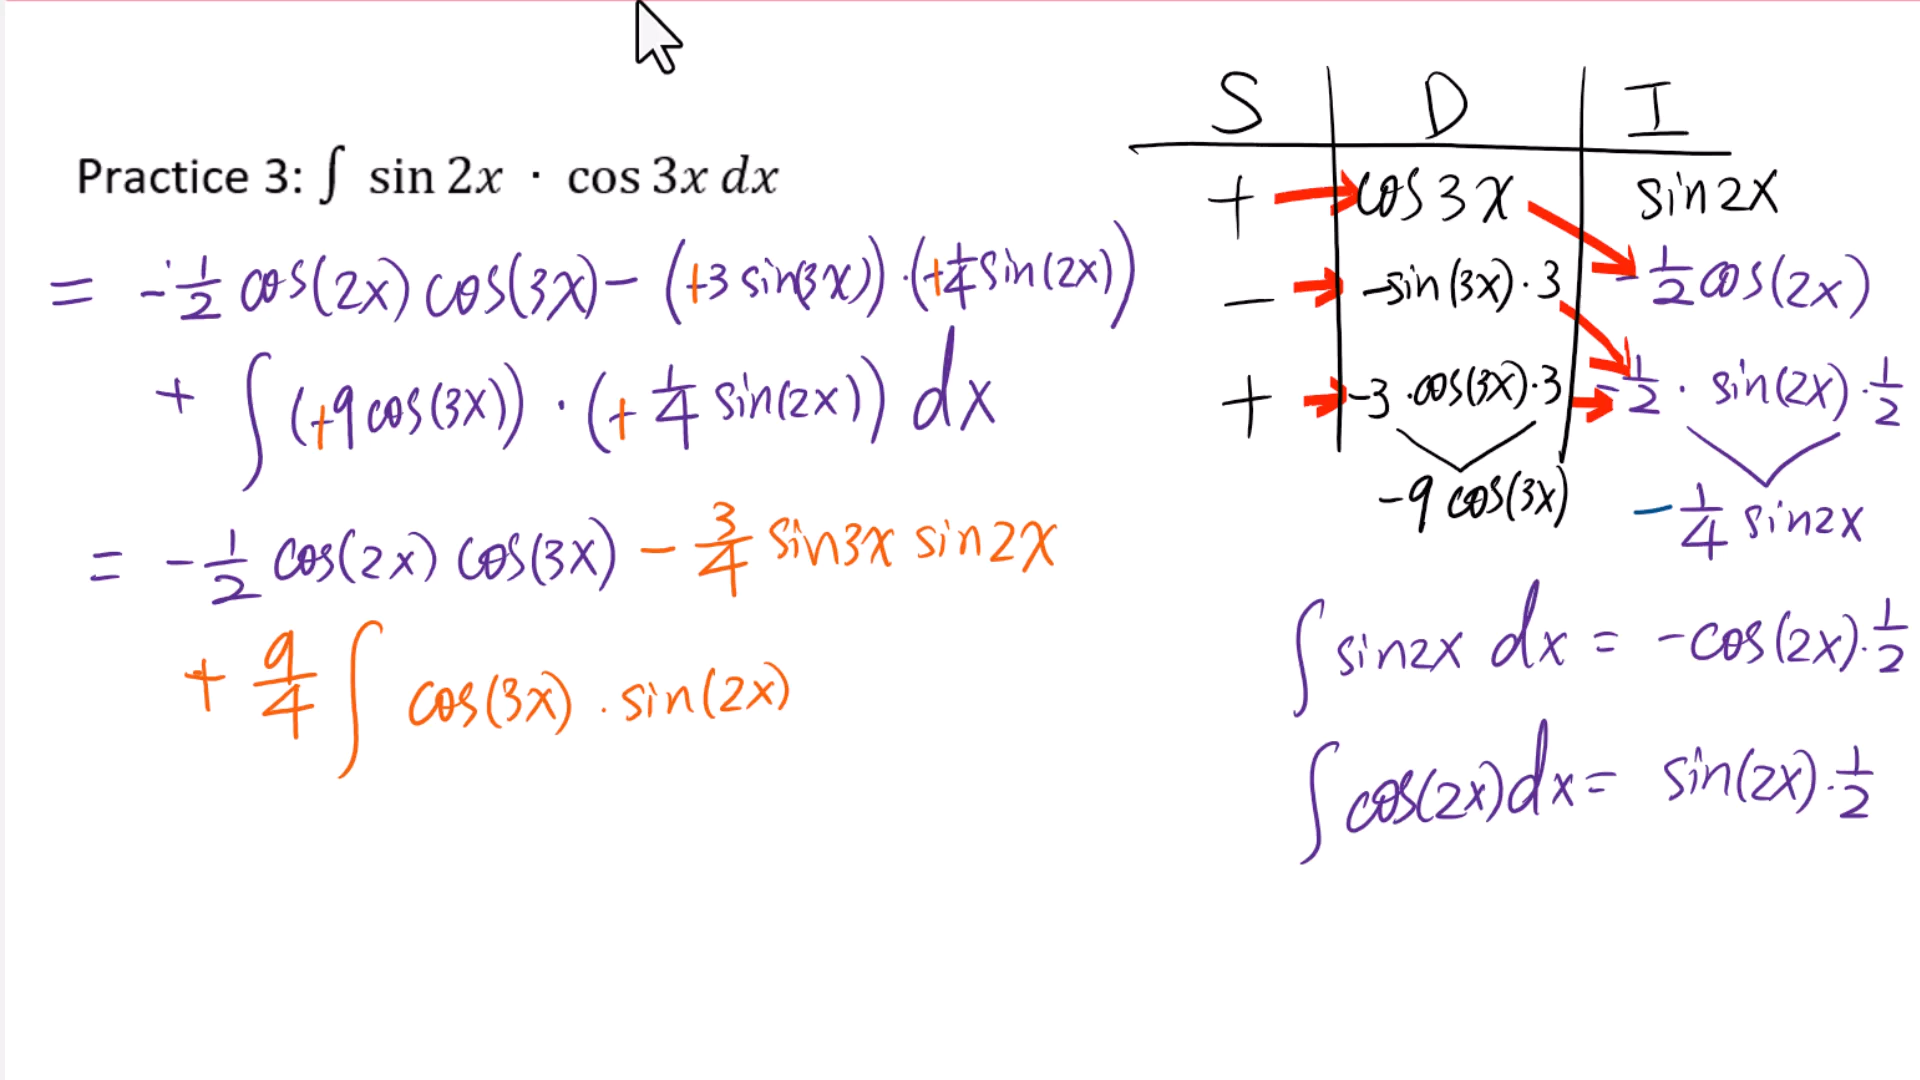 Practice 3: ∫ sin 2x · cos 3x dx
= -1/2 cos(2x) cos(3x) - (+3 sin(3x)) · (+1/4 sin(2x))
+ ∫ (+9 cos(3x)) · (+ 1/4 sin(2x)) dx
= -1/2 cos(2x) cos(3x) - 3/4 sin3x sin2x
+ 9/4 ∫ cos(3x) · sin(2x)
S D I
+ cos 3x sin2x
- -sin(3x)·3 -1/2 cos(2x)
+ -3 ·cos(3x)·3 -1/2 · sin(2x)·1/2
-9 cos(3x) -1/4 sin2x
∫ sin2x dx = -cos(2x)·1/2
∫ cos(2x)dx = sin(2x)·1/2